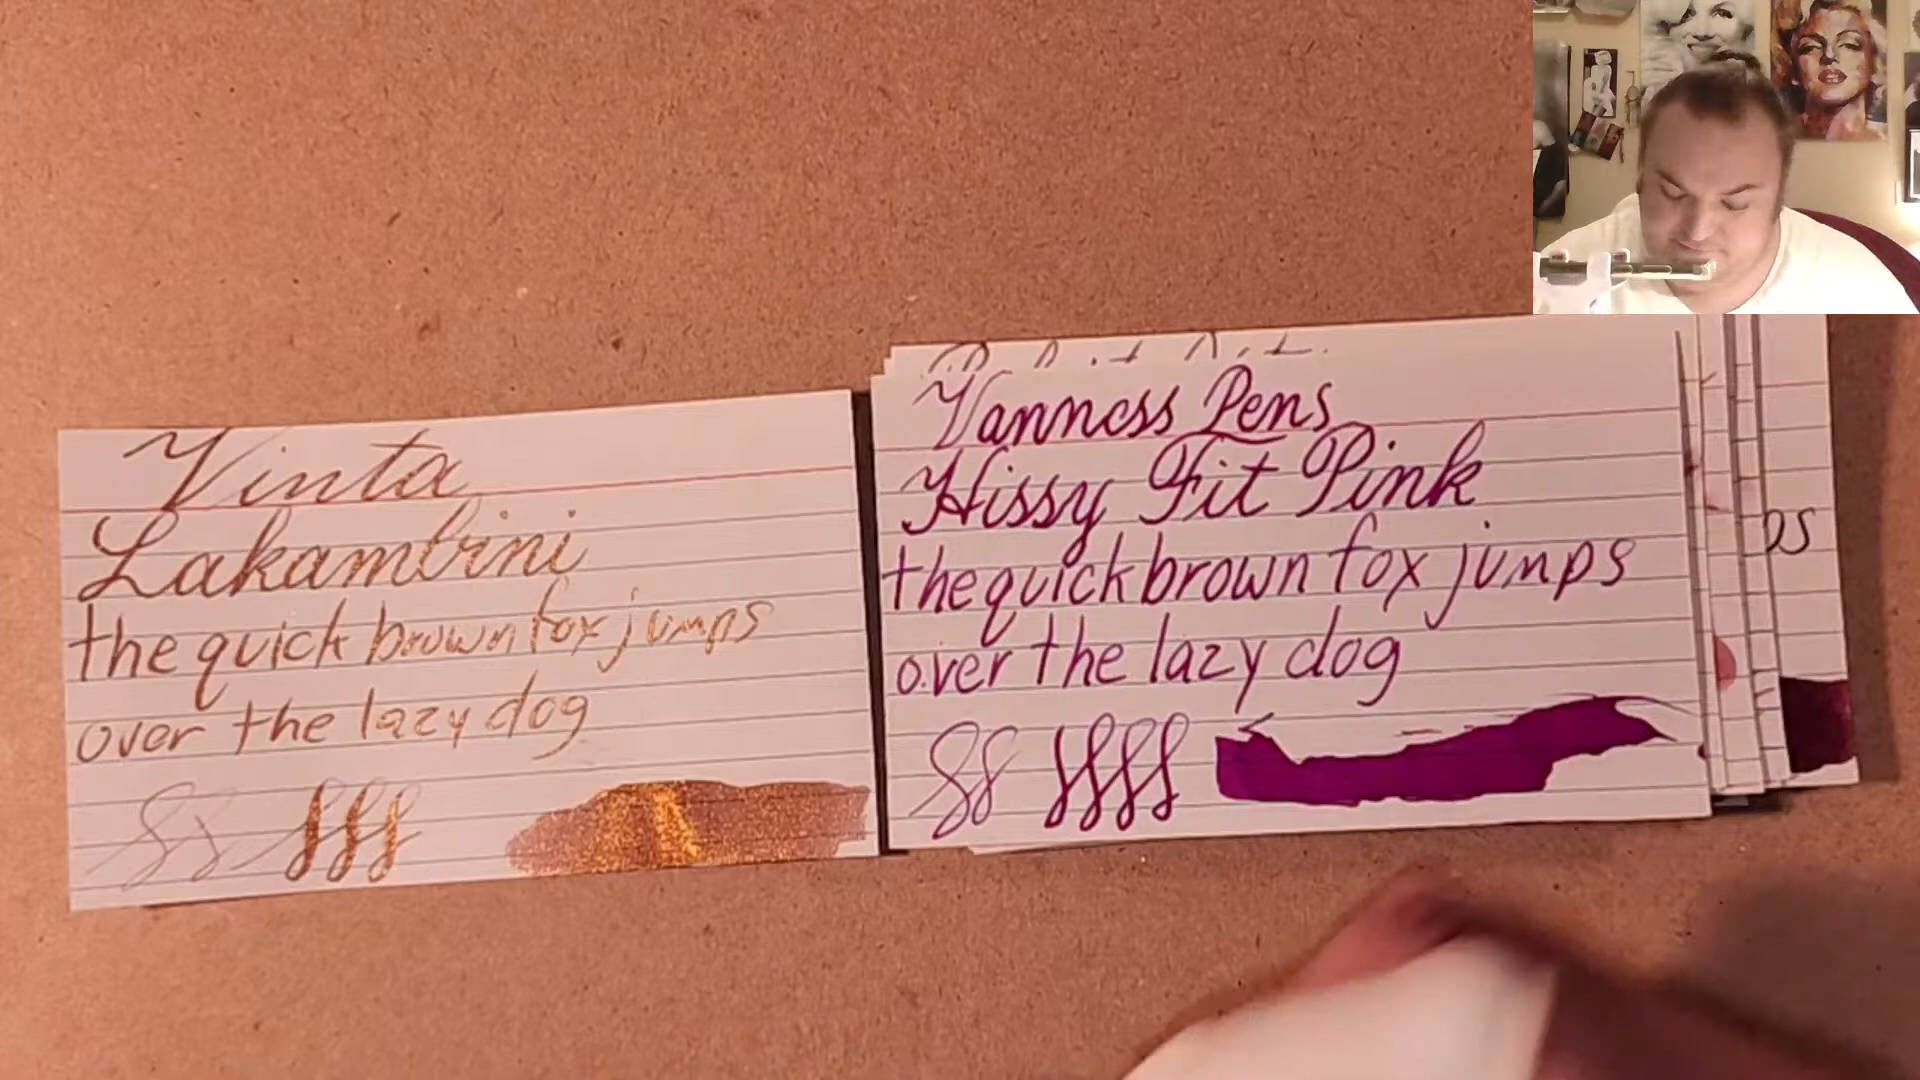 Vinta
Lakambini
the quick brown fox jumps
over the lazy dog
Vanness Pens
Hissy Fit Pink
the quick brown fox jumps
over the lazy dog